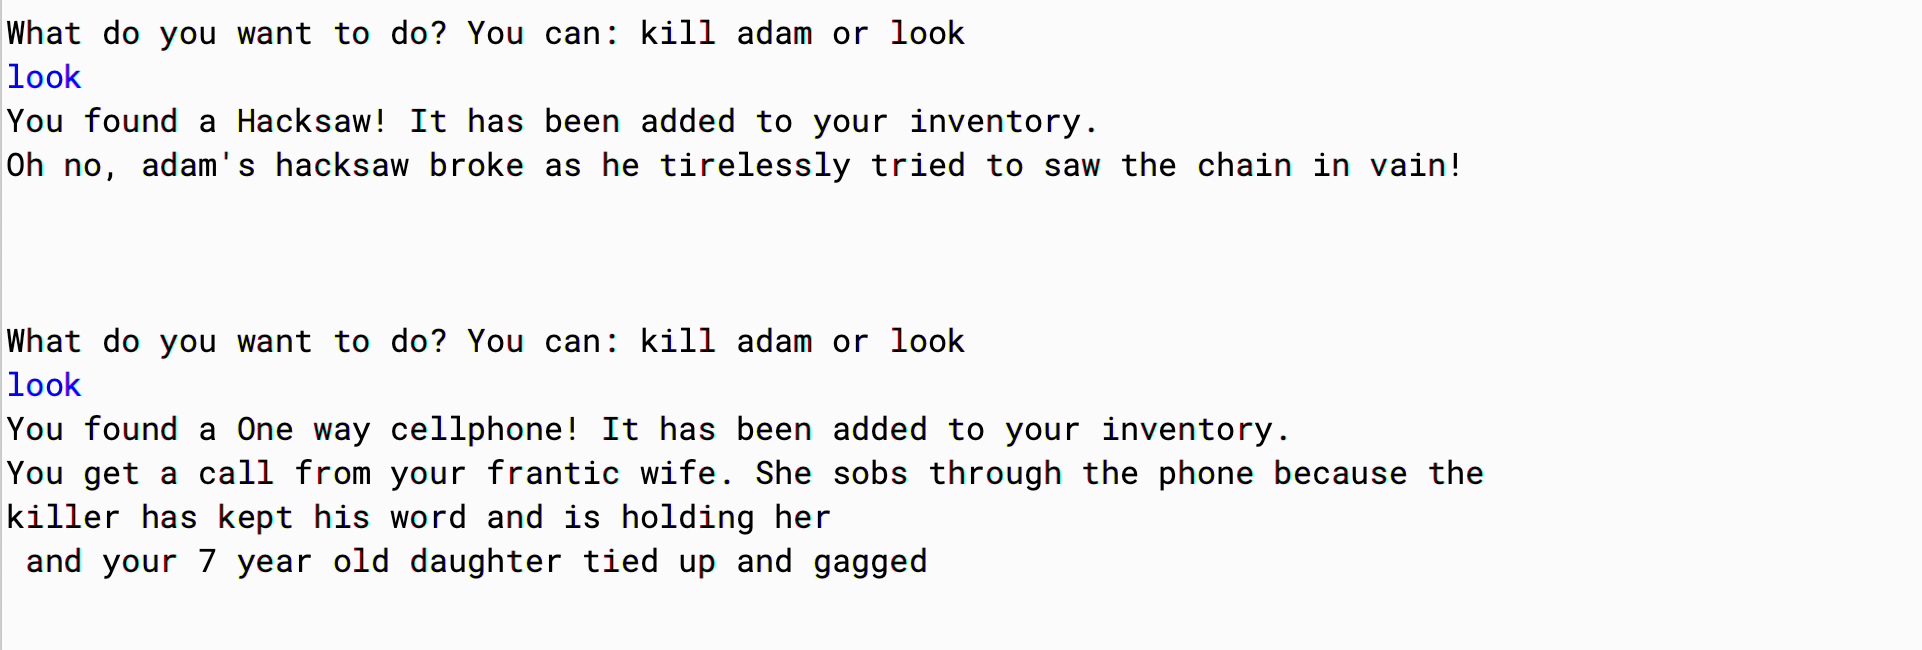 What do you want to do? You can: kill adam or look
look
You found a Hacksaw! It has been added to your inventory.
Oh no, adam's hacksaw broke as he tirelessly tried to saw the chain in vain!
What do you want to do? You can: kill adam or look
look
You found a One way cellphone! It has been added to your inventory.
You get a call from your frantic wife. She sobs through the phone because the
killer has kept his word and is holding her
 and your 7 year old daughter tied up and gagged